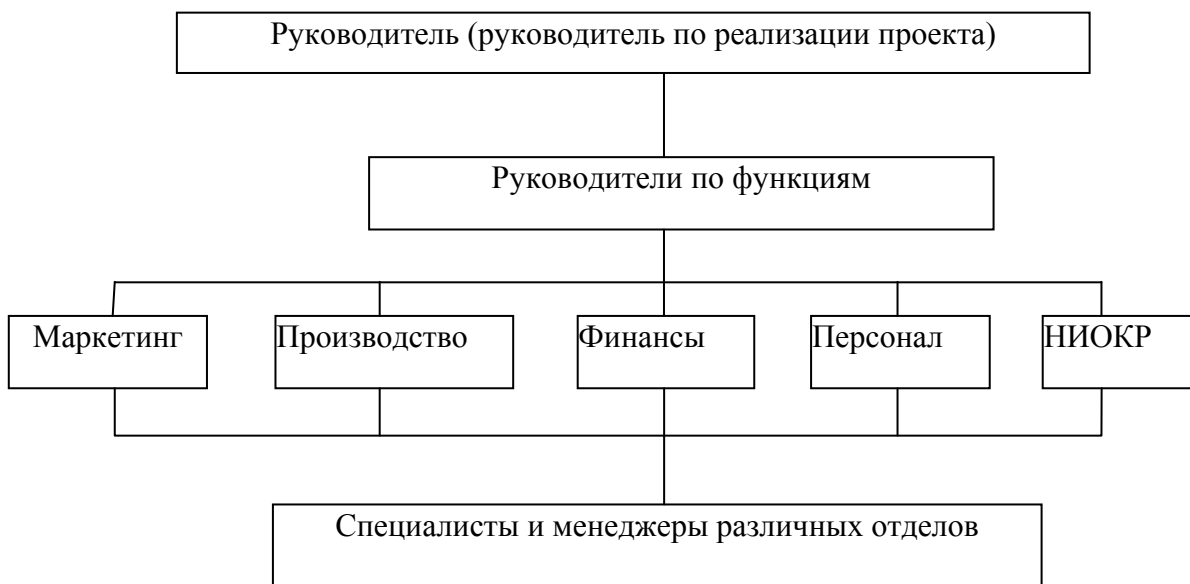 Руководитель (руководитель по реализации проекта)
Руководители по функциям
Маркетинг
Производство
Финансы
Персонал
НИОКР
Специалисты и менеджеры различных отделов